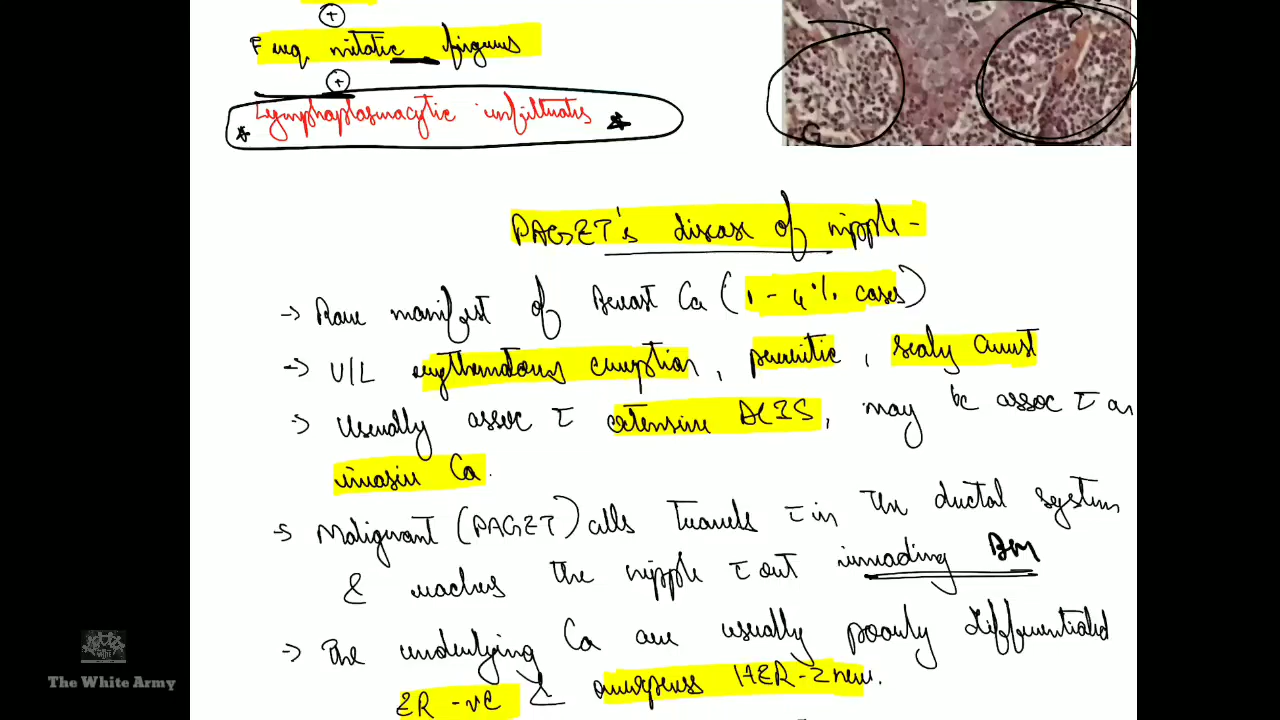 +
Freq mitotic figures
+
Lymphoplasmacytic infiltrates
G
PAGET's disease of nipple -
→ Rare manifest of Breast Ca (1-4% cases)
→ U/L erythematous eruption, pruritic, scaly crust
→ Usually assoc c̄ extensive DCIS, may be assoc c̄ an
invasive Ca.
→ Malignant (PAGET) cells travels c̄in the ductal system
& reaches the nipple c̄out invading BM
→ The underlying Ca are usually poorly differentiated
ER -ve & overexpress HER-2neu.
The White Army